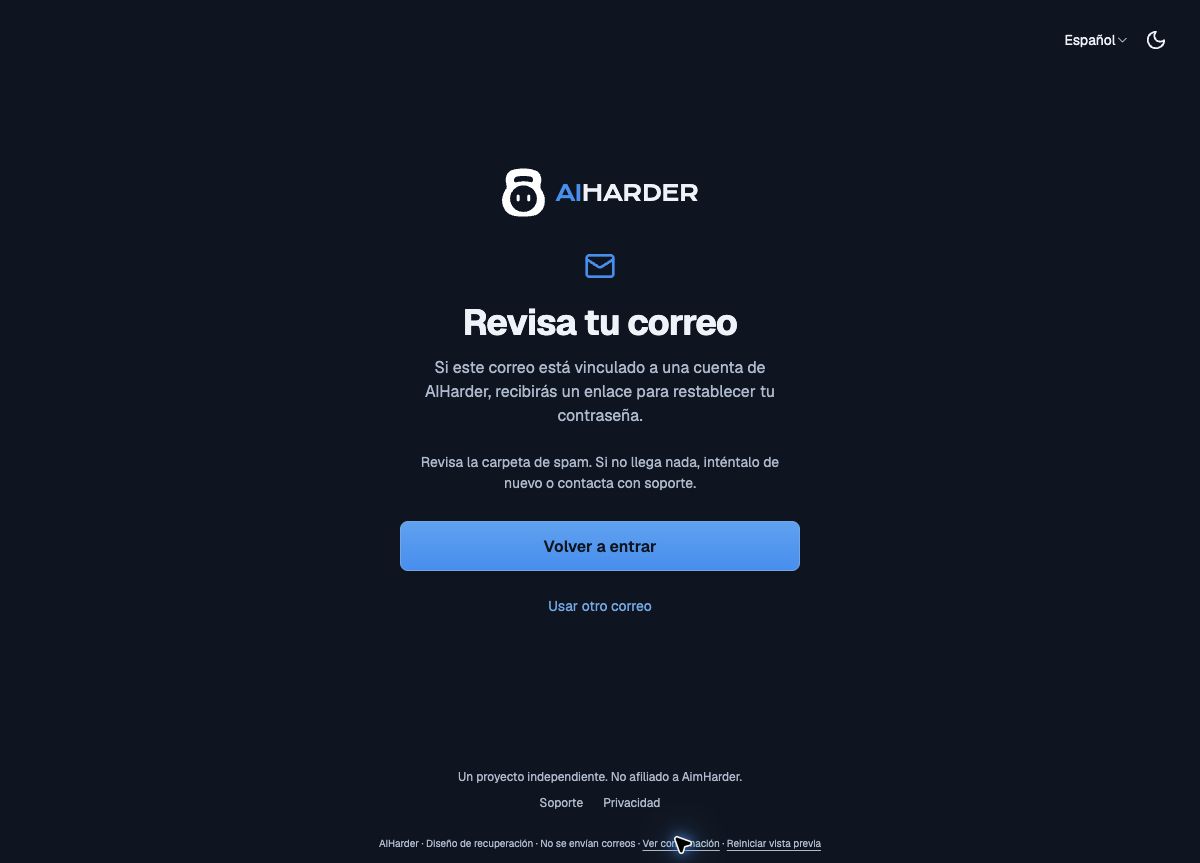 Español
AIHARDER
Revisa tu correo
Si este correo está vinculado a una cuenta de
AIHarder, recibirás un enlace para restablecer tu
contraseña.
Revisa la carpeta de spam. Si no llega nada, inténtalo de
nuevo o contacta con soporte.
Volver a entrar
Usar otro correo
Un proyecto independiente. No afiliado a AimHarder.
Soporte Privacidad
AIHarder · Diseño de recuperación · No se envían correos · Ver · Reiniciar vista previa